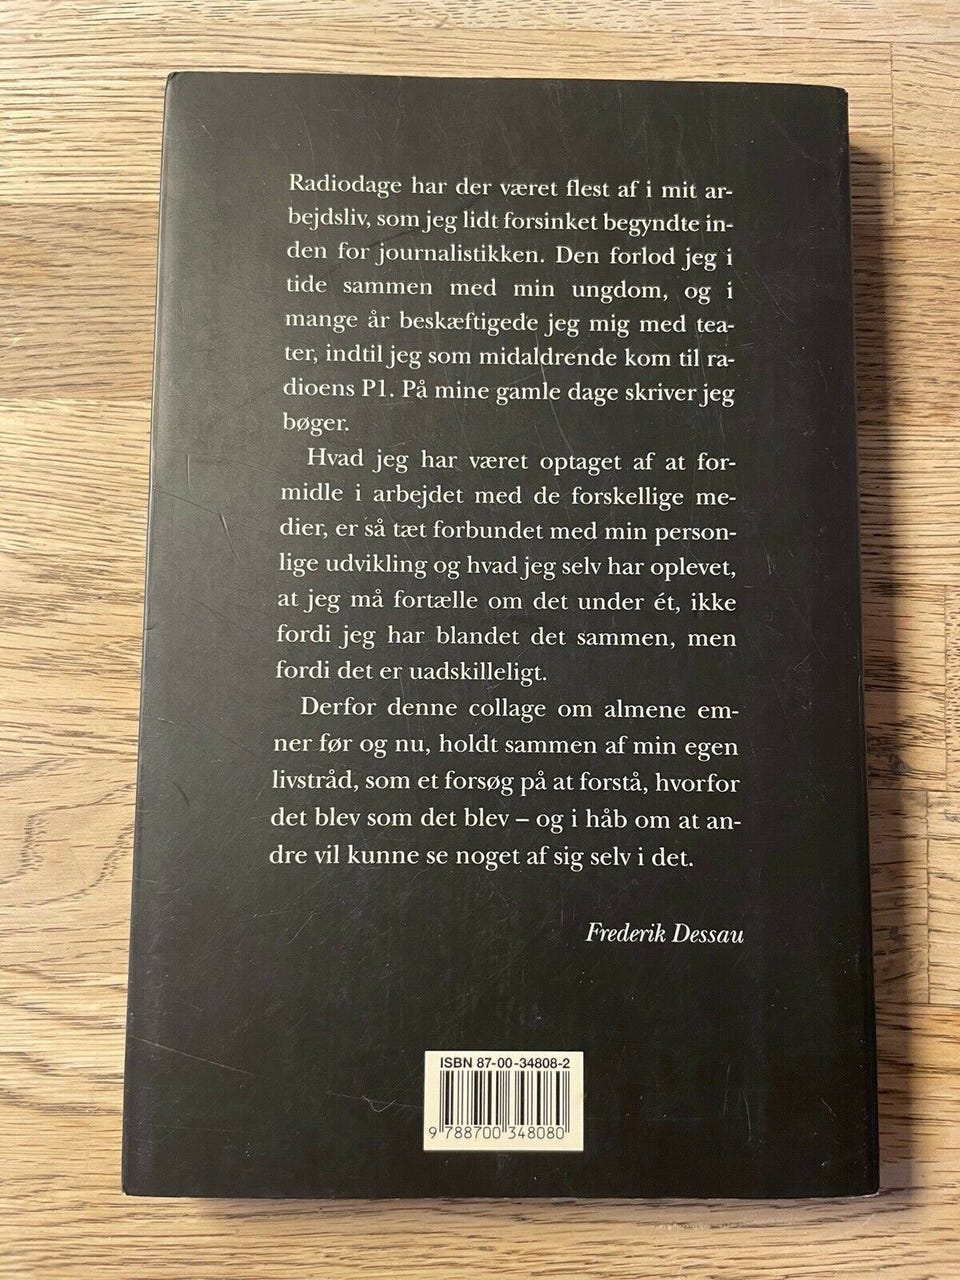 Radiodage har der været flest af i mit ar-
bejdsliv, som jeg lidt forsinket begyndte in-
den for journalistikken. Den forlod jeg i
tide sammen med min ungdom, og i
mange år beskæftigede jeg mig med tea-
ter, indtil jeg som midaldrende kom til ra-
dioens P1. På mine gamle dage skriver jeg
bøger.
Hvad jeg har været optaget af at for-
midle i arbejdet med de forskellige me-
dier, er så tæt forbundet med min person-
lige udvikling og hvad jeg selv har oplevet,
at jeg må fortælle om det under ét, ikke
fordi jeg har blandet det sammen, men
fordi det er uadskilleligt.
Derfor denne collage om almene em-
ner før og nu, holdt sammen af min egen
livstråd, som et forsøg på at forstå, hvorfor
det blev som det blev – og i håb om at an-
dre vil kunne se noget af sig selv i det.
Frederik Dessau
ISBN 87-00-34808-2
9 788700 348080